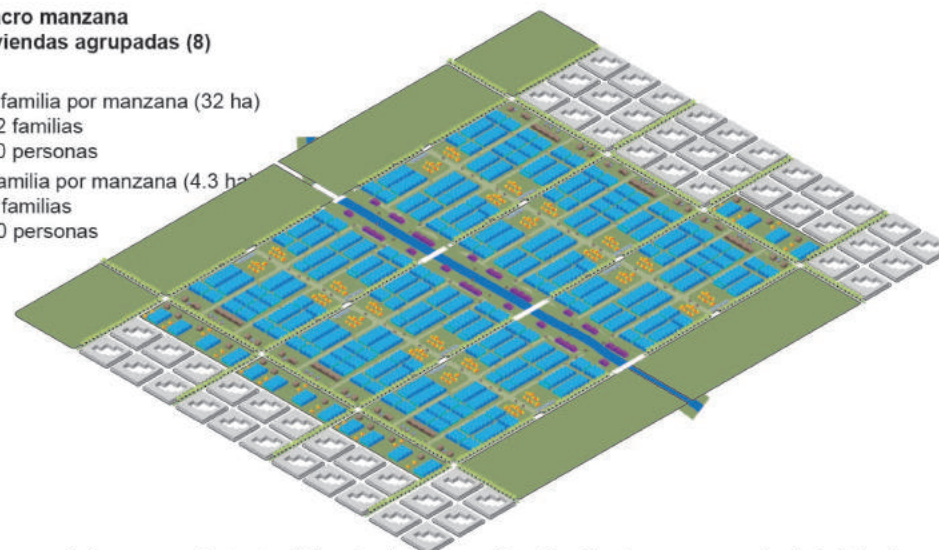 cro manzana
viendas agrupadas (8)
familia por manzana (32 ha)
2 familias
0 personas
amilia por manzana (4.3 ha)
familias
0 personas